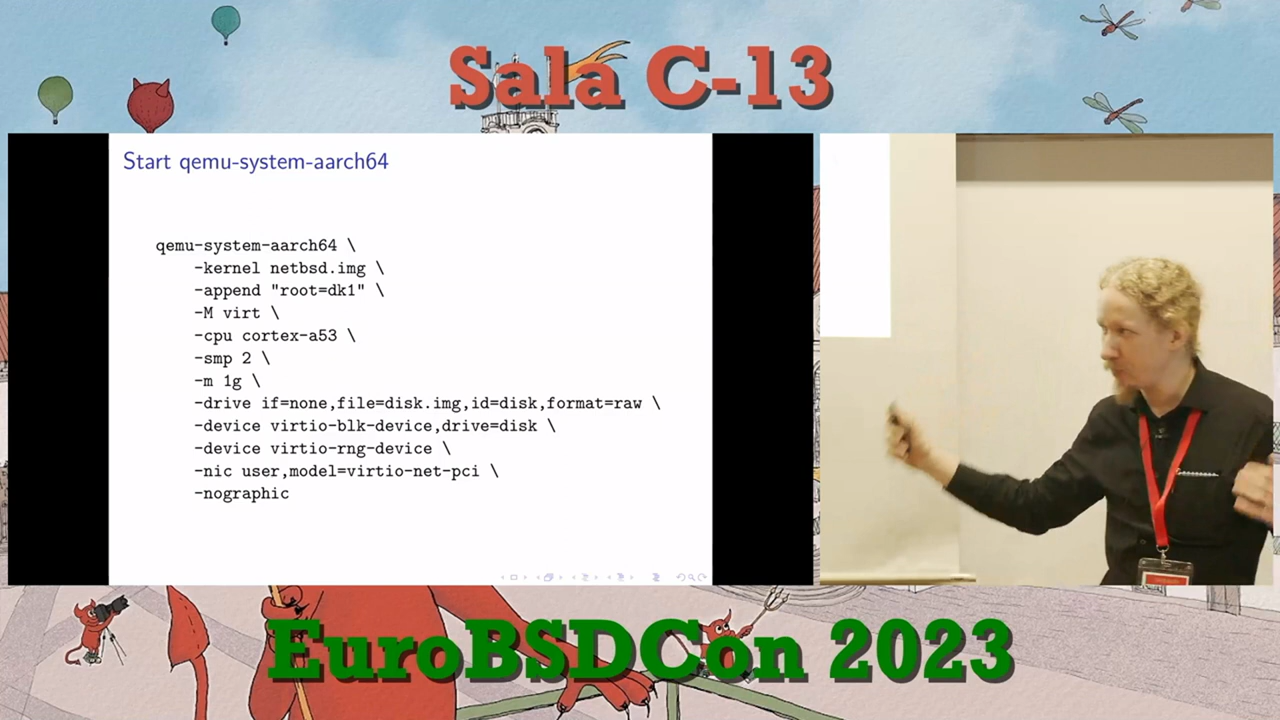 Sala C-13
Start qemu-system-aarch64
qemu-system-aarch64 \
-kernel netbsd.img \
-append "root=dk1" \
-M virt \
-cpu cortex-a53 \
-smp 2 \
-m 1g \
-drive if=none,file=disk.img,id=disk,format=raw \
-device virtio-blk-device,drive=disk \
-device virtio-rng-device \
-nic user,model=virtio-net-pci \
-nographic
EuroBSDCon 2023